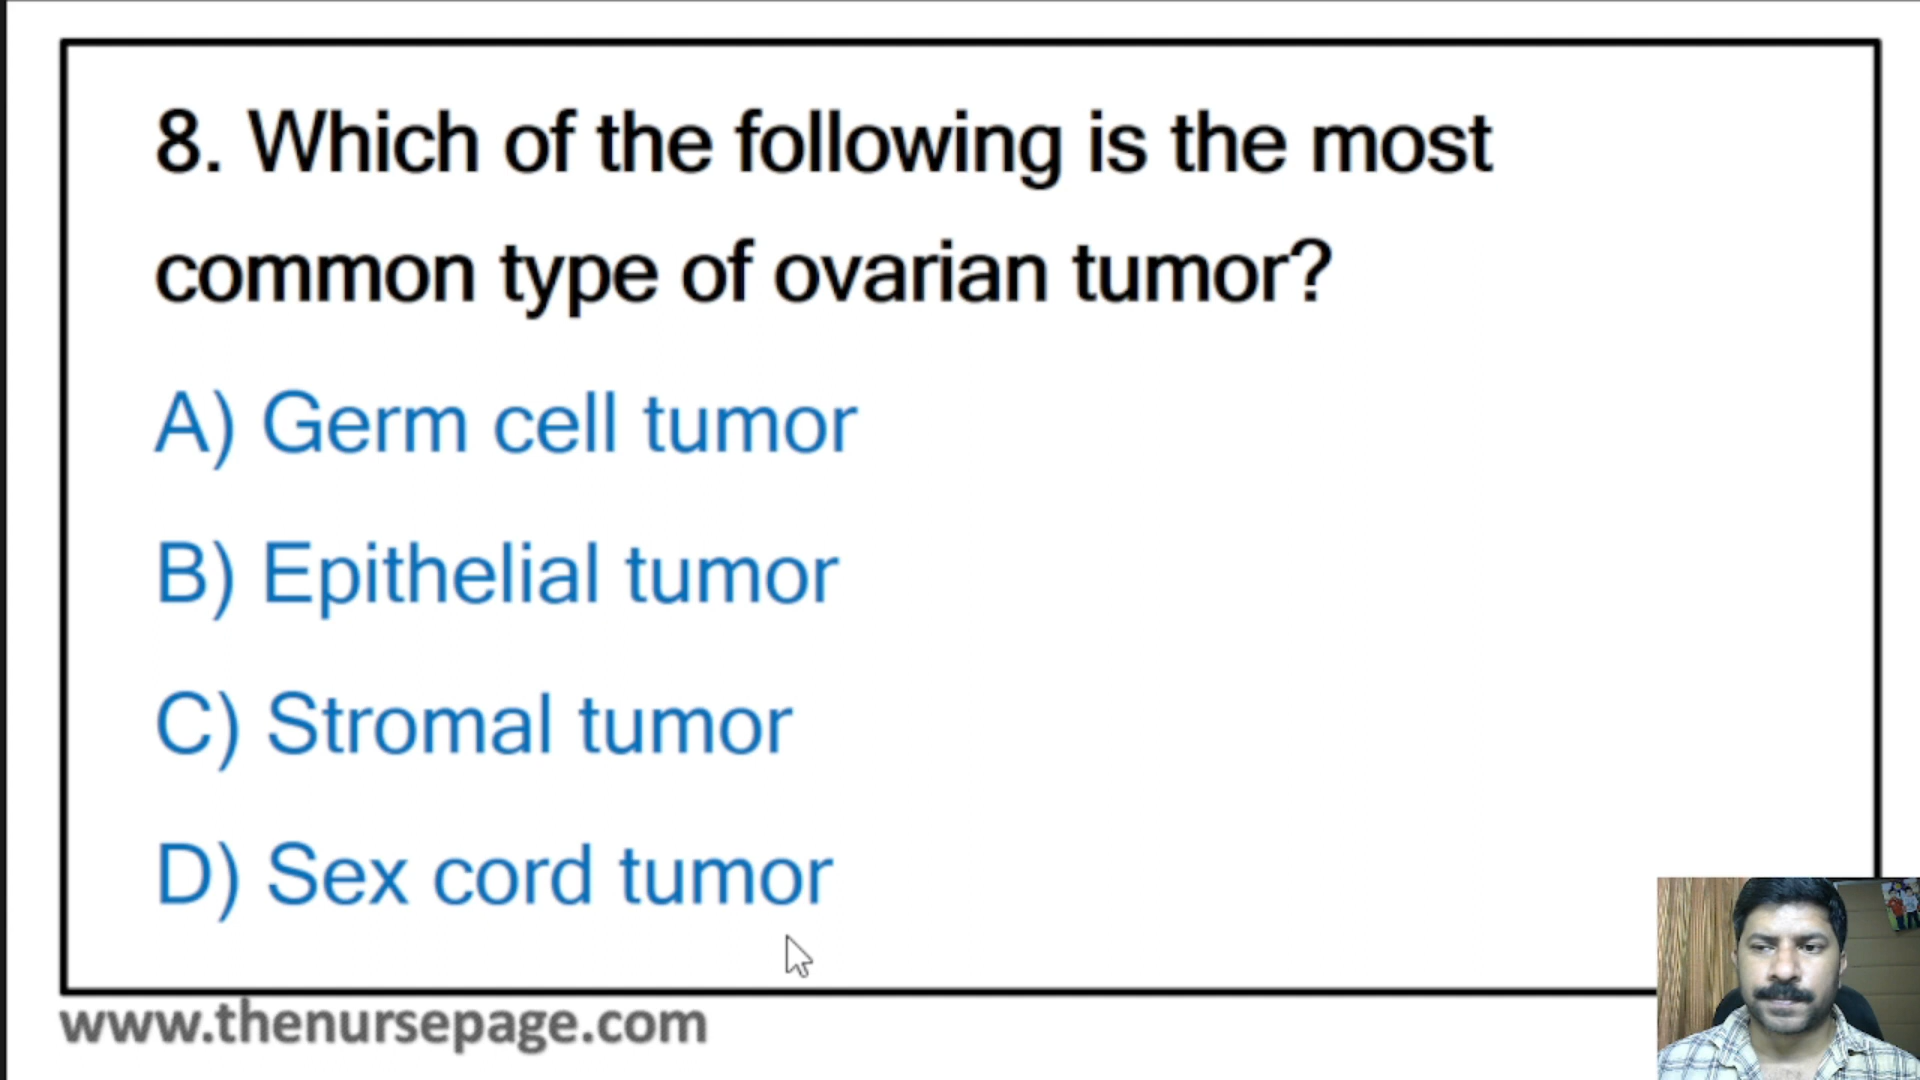 8. Which of the following is the most
common type of ovarian tumor?
A) Germ cell tumor
B) Epithelial tumor
C) Stromal tumor
D) Sex cord tumor
www.thenursepage.com